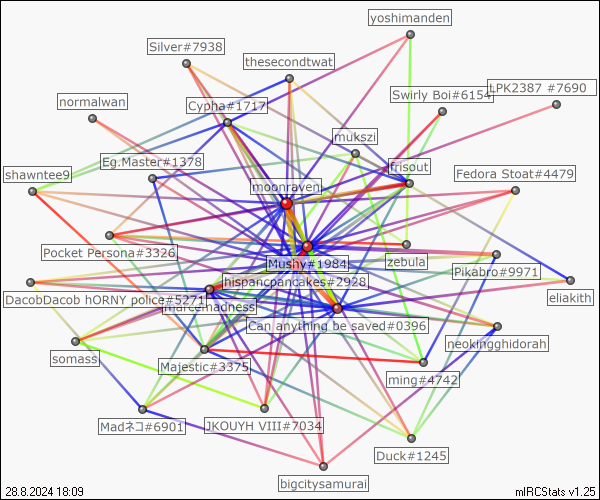 yoshimanden
Silver#7938
thesecondtwat
LPK2387 #7690
Swirly Boi#6154
normalwan
Cypha#1717
mukszi
Eg.Master#1378
frisout
shawntee9
Fedora Stoat#4479
moonraven
Pocket Persona#3326
Mushy#1984
zebula
Pikabro#9971
hispancpancakes#2928
eliakith
DacobDacob hORNY police#5271
marcelmadness
Can anything be saved#0396
neokingghidorah
somass
Majestic#3375
ming#4742
Madネコ#6901
JKOUYH VIII#7034
Duck#1245
bigcitysamurai
28.8.2024 18:09
mIRCStats v1.25